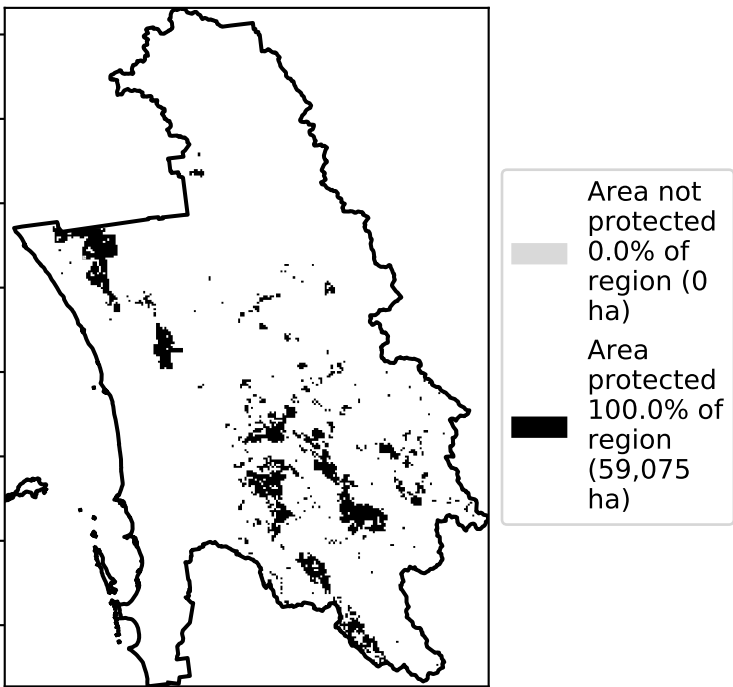 Area not
protected
0.0% of
region (0
ha)
Area
protected
100.0% of
region
(59,075
ha)